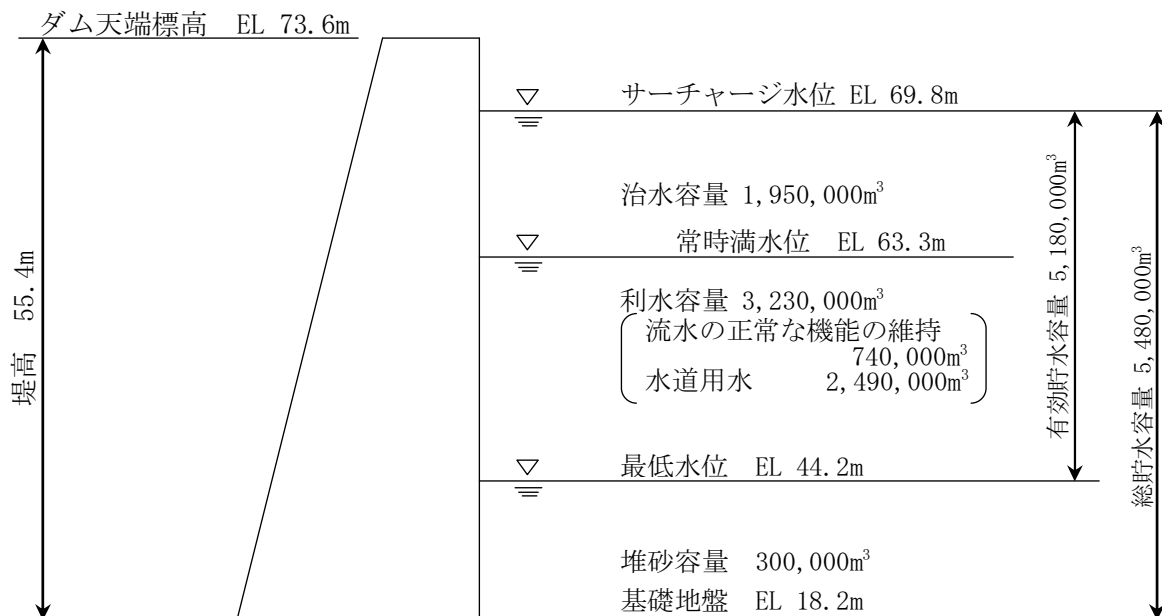 ダム天端標高 EL 73.6m
サーチャージ水位 EL 69.8m
治水容量 1,950,000m³
常時満水位 EL 63.3m
利水容量 3,230,000m³
流水の正常な機能の維持
740,000m³
水道用水 2,490,000m³
最低水位 EL 44.2m
堆砂容量 300,000m³
基礎地盤 EL 18.2m
堤高 55.4m
有効貯水容量 5,180,000m³
総貯水容量 5,480,000m³